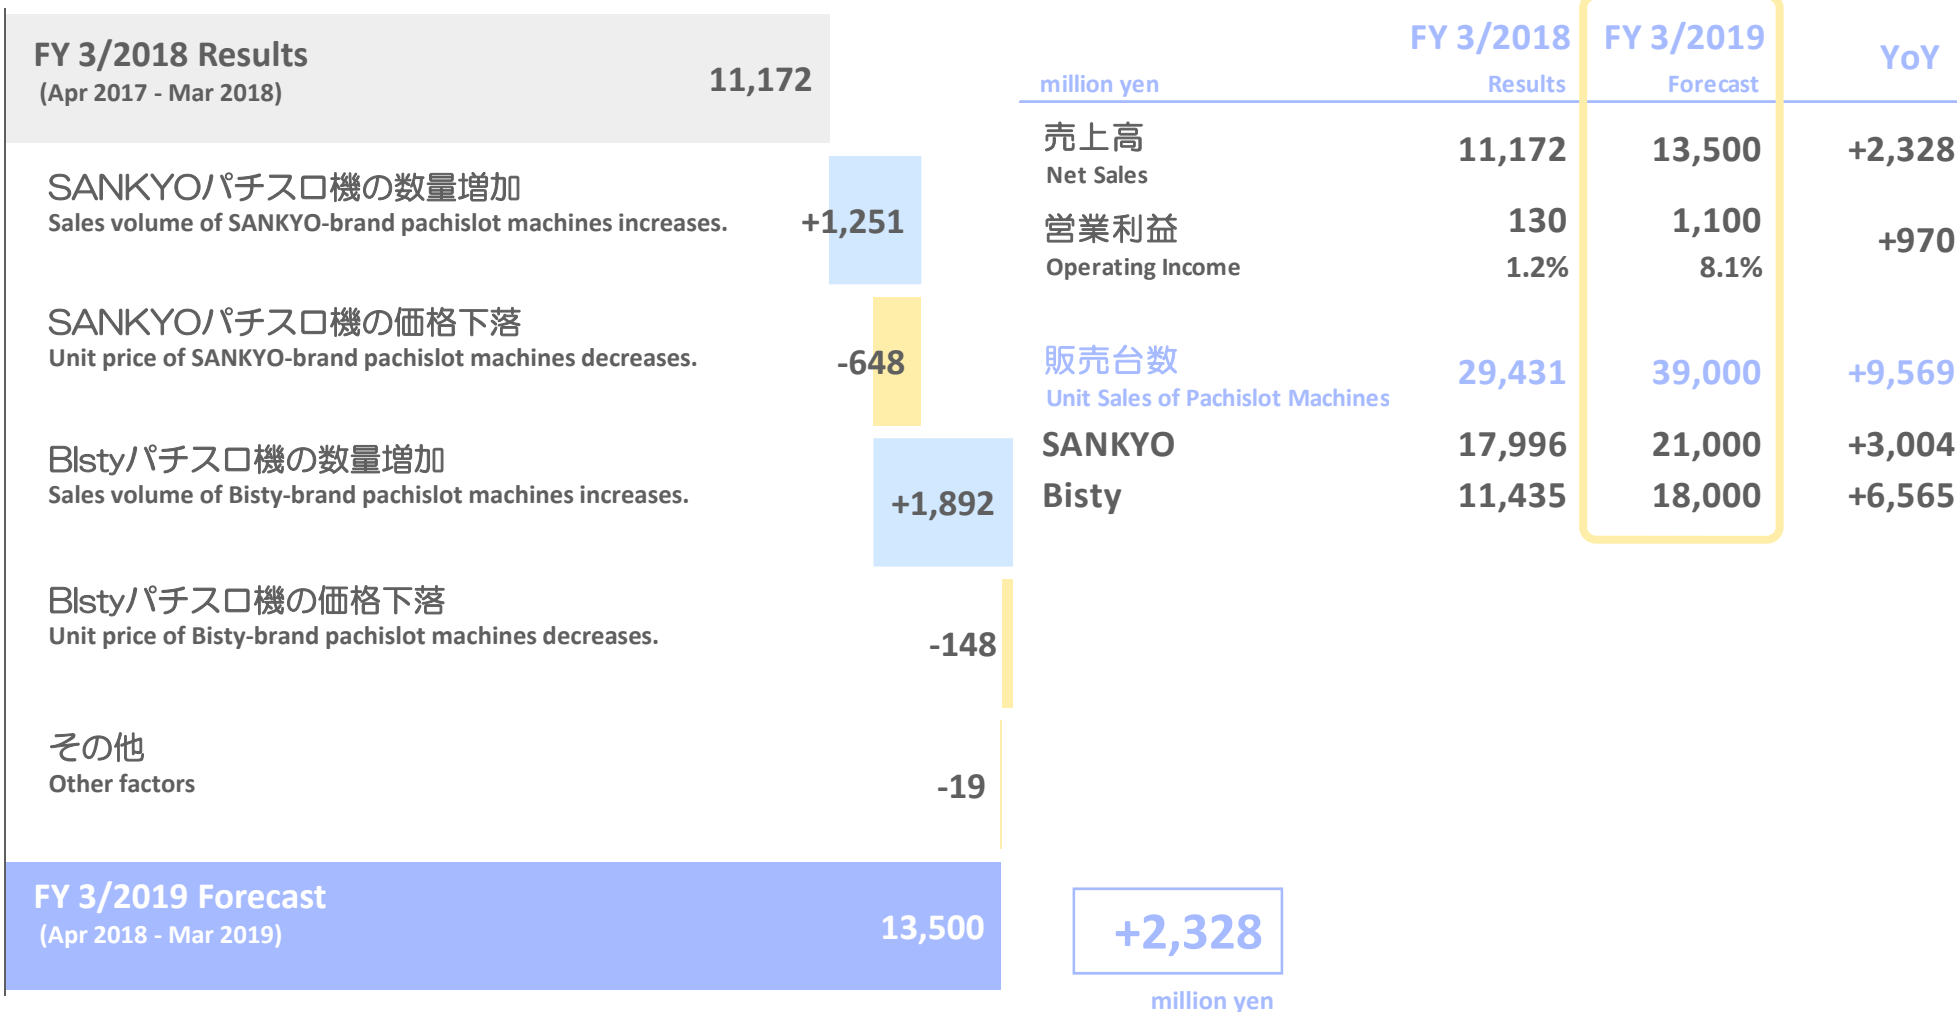 FY 3/2018 Results
(Apr 2017 - Mar 2018)
11,172
SANKYOパチスロ機の数量増加
Sales volume of SANKYO-brand pachislot machines increases.
+1,251
SANKYOパチスロ機の価格下落
Unit price of SANKYO-brand pachislot machines decreases.
-648
BIstyパチスロ機の数量増加
Sales volume of Bisty-brand pachislot machines increases.
+1,892
BIstyパチスロ機の価格下落
Unit price of Bisty-brand pachislot machines decreases.
-148
その他
Other factors
-19
FY 3/2019 Forecast
(Apr 2018 - Mar 2019)
13,500
+2,328
million yen
FY 3/2018 FY 3/2019 YoY
million yen Results Forecast
売上高
Net Sales
11,172 13,500 +2,328
営業利益
Operating Income
130 1,100 +970
1.2% 8.1%
販売台数
Unit Sales of Pachislot Machines
29,431 39,000 +9,569
SANKYO 17,996 21,000 +3,004
Bisty 11,435 18,000 +6,565